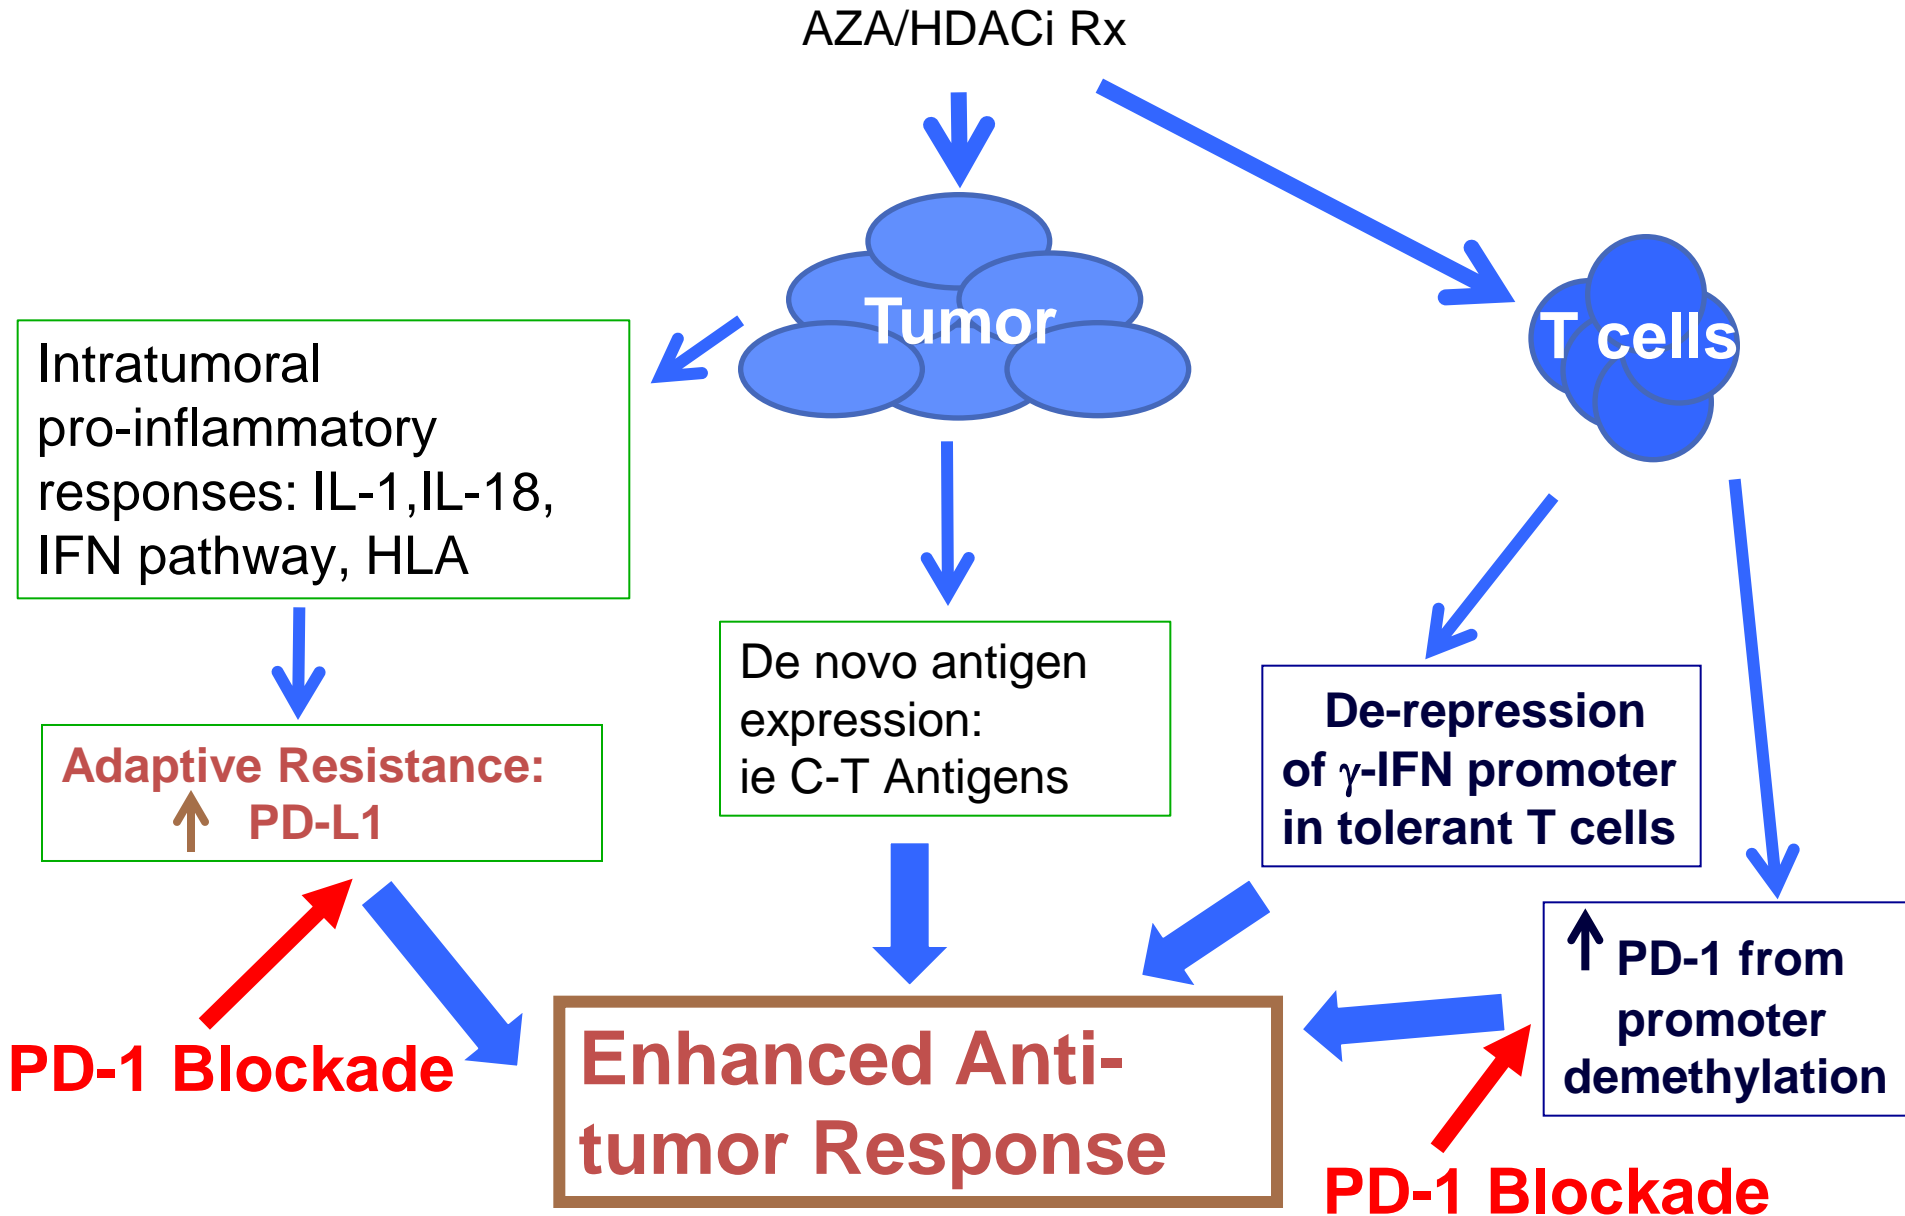 AZA/HDACi Rx
Tumor
T cells
Intratumoral
pro-inflammatory
responses: IL-1,IL-18,
IFN pathway, HLA
De novo antigen
expression:
ie C-T Antigens
De-repression
of γ-IFN promoter
in tolerant T cells
Adaptive Resistance:
↑ PD-L1
↑ PD-1 from
promoter
demethylation
PD-1 Blockade
Enhanced Anti-
tumor Response
PD-1 Blockade